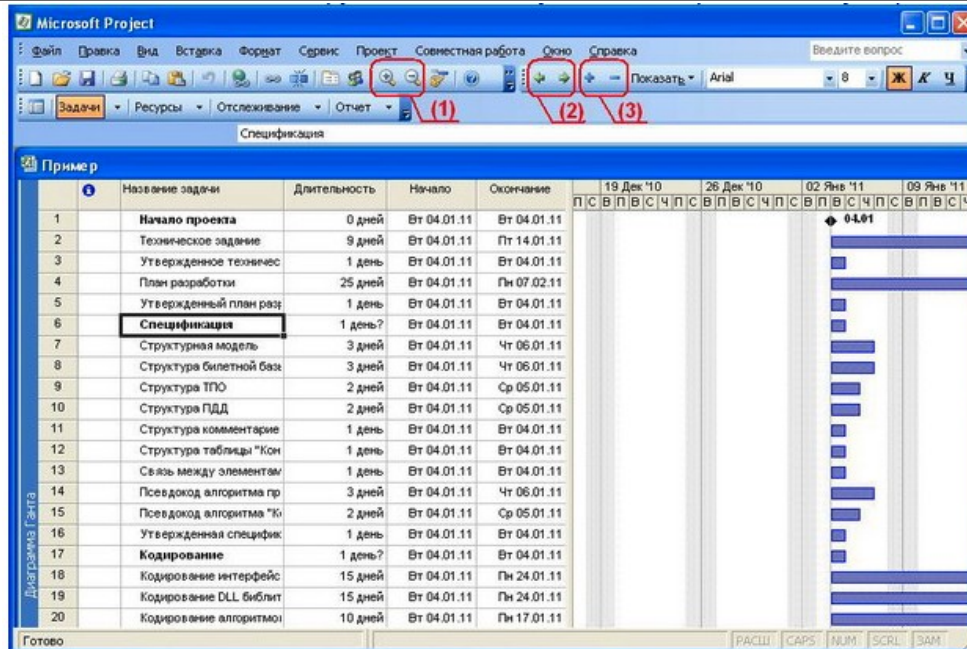 Microsoft Project
Файл Правка Вид Вставка Формат Сервис Проект Совместная работа Окно Справка Введите вопрос
Показать Arial 8 Ж К Ч
Задачи Ресурсы Отслеживание Отчет (1) (2) (3)
Спецификация
Пример
Название задачи Длительность Начало Окончание 19 Дек '10 26 Дек '10 02 Янв '11 09 Янв '11
П С В П В С Ч П С В П В С Ч П С В П В С Ч П С В П В С Ч
1 Начало проекта 0 дней Вт 04.01.11 Вт 04.01.11 04.01
2 Техническое задание 9 дней Вт 04.01.11 Пт 14.01.11
3 Утвержденное техничес 1 день Вт 04.01.11 Вт 04.01.11
4 План разработки 25 дней Вт 04.01.11 Пн 07.02.11
5 Утвержденный план разр 1 день Вт 04.01.11 Вт 04.01.11
6 Спецификация 1 день? Вт 04.01.11 Вт 04.01.11
7 Структурная модель 3 дней Вт 04.01.11 Чт 06.01.11
8 Структура билетной базы 3 дней Вт 04.01.11 Чт 06.01.11
9 Структура ТПО 2 дней Вт 04.01.11 Ср 05.01.11
10 Структура ПДД 2 дней Вт 04.01.11 Ср 05.01.11
11 Структура комментарие 1 день Вт 04.01.11 Вт 04.01.11
12 Структура таблицы "Кон 1 день Вт 04.01.11 Вт 04.01.11
13 Связь между элементам 1 день Вт 04.01.11 Вт 04.01.11
14 Псевдокод алгоритма пр 3 дней Вт 04.01.11 Чт 06.01.11
15 Псевдокод алгоритма "Ко 2 дней Вт 04.01.11 Ср 05.01.11
16 Утвержденная специфик 1 день Вт 04.01.11 Вт 04.01.11
17 Кодирование 1 день? Вт 04.01.11 Вт 04.01.11
18 Кодирование интерфейс 15 дней Вт 04.01.11 Пн 24.01.11
19 Кодирование DLL библит 15 дней Вт 04.01.11 Пн 24.01.11
20 Кодирование алгоритмо 10 дней Вт 04.01.11 Пн 17.01.11
Диаграмма Ганта
Готово РАСШ CAPS NUM SCRL ЗАМ